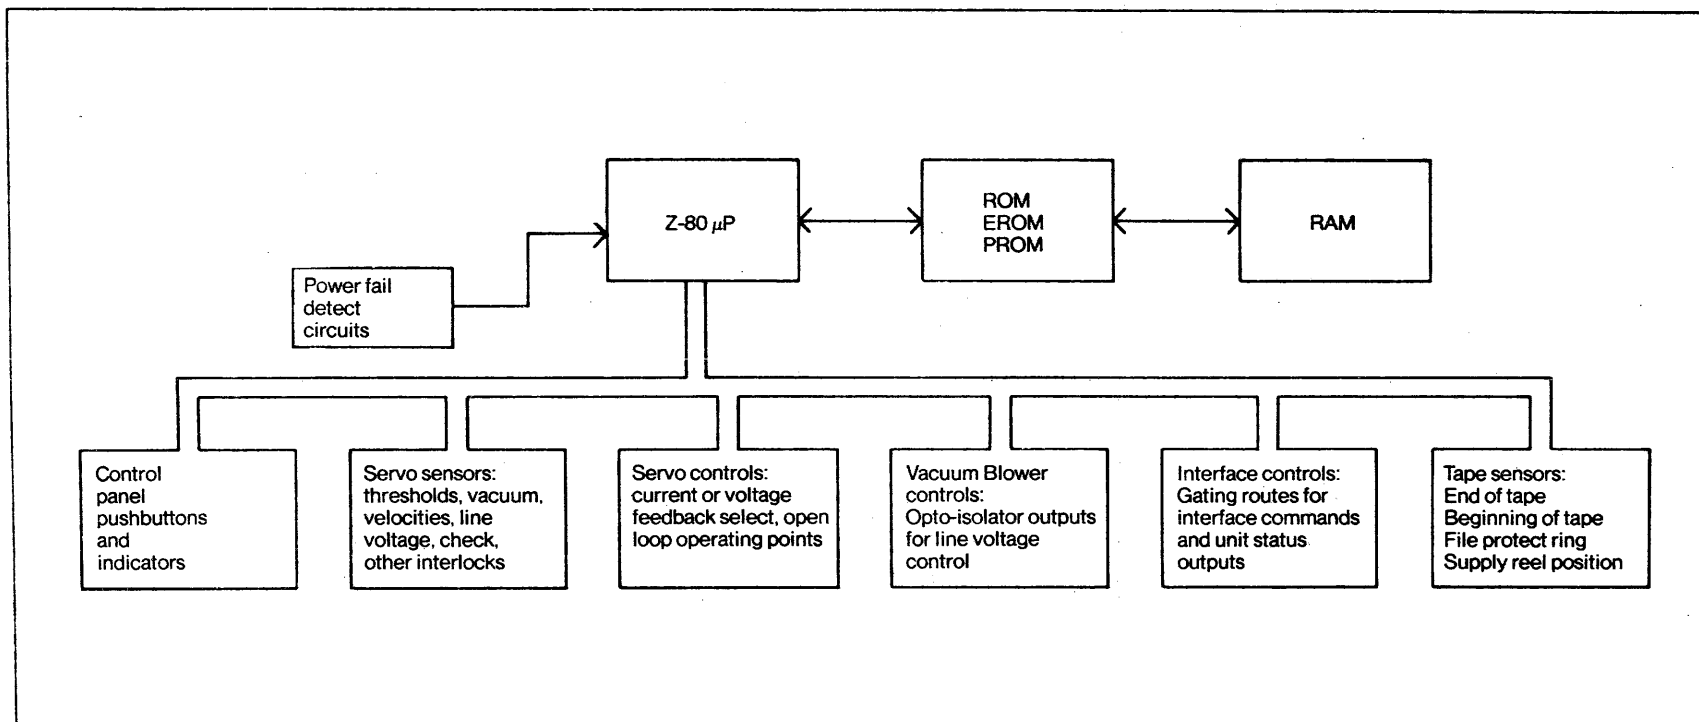 Z-80 μP
ROM
EROM
PROM
RAM
Power fail
detect
circuits
Control
panel
pushbuttons
and
indicators
Servo sensors:
thresholds, vacuum,
velocities, line
voltage, check,
other interlocks
Servo controls:
current or voltage
feedback select, open
loop operating points
Vacuum Blower
controls:
Opto-isolator outputs
for line voltage
control
Interface controls:
Gating routes for
interface commands
and unit status
outputs
Tape sensors:
End of tape
Beginning of tape
File protect ring
Supply reel position